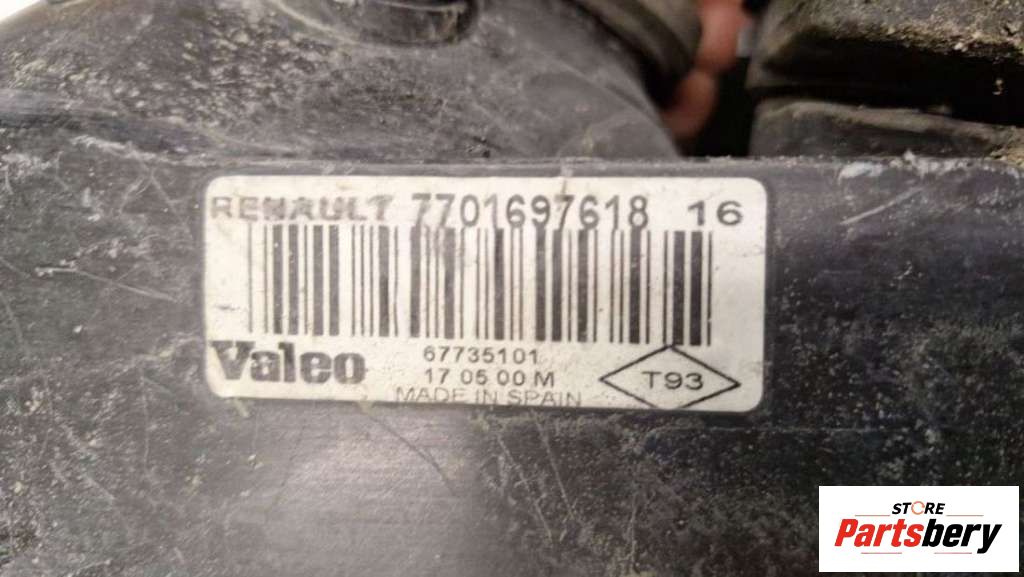 RENAULT 7701697618 16
Valeo
67735101
17 05 00 M
MADE IN SPAIN
T93
STORE
Partsbery